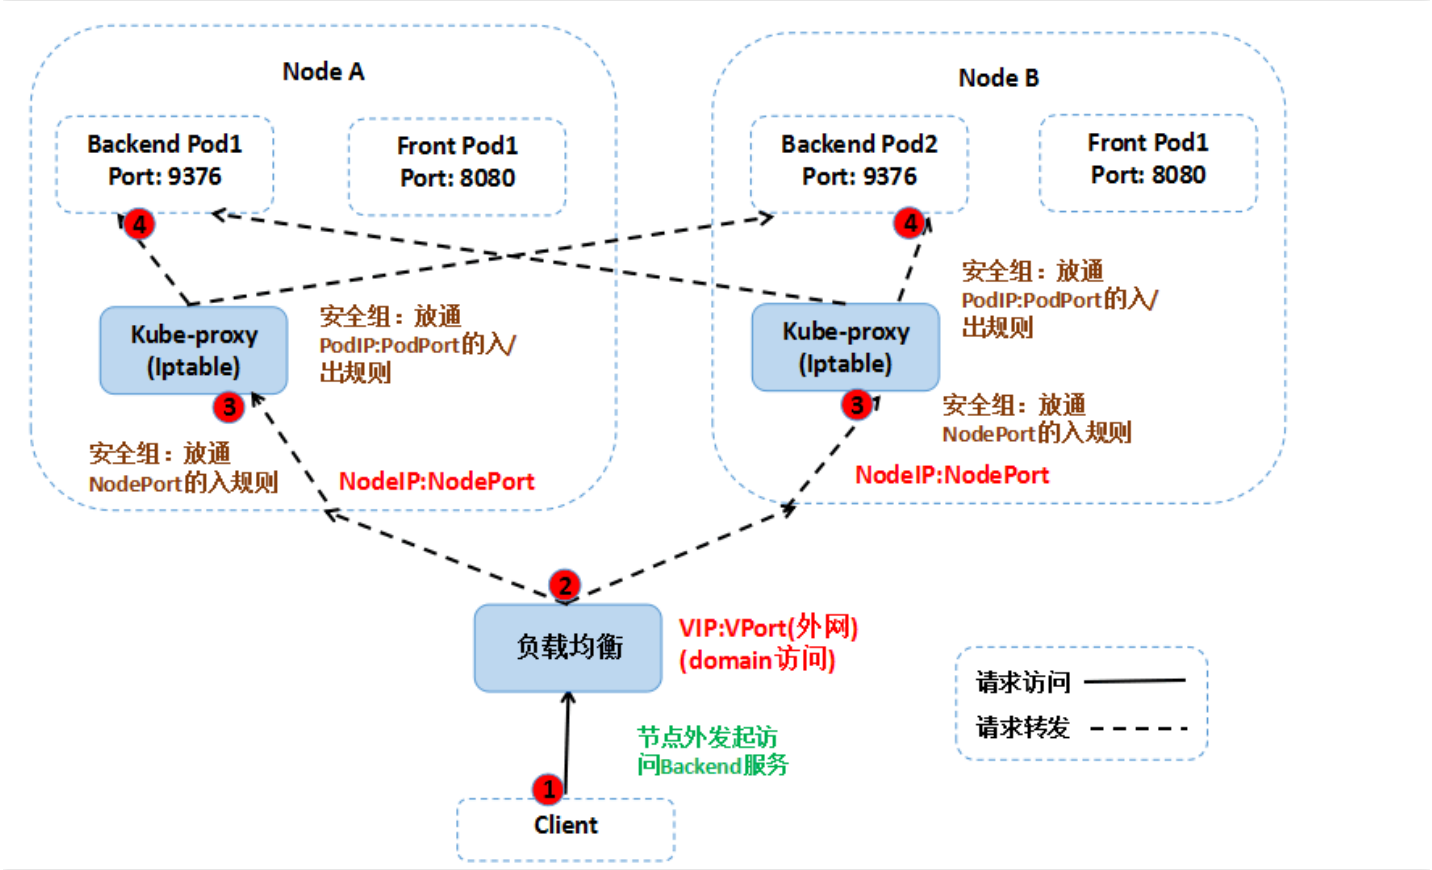 Node A
Backend Pod1
Port: 9376
Front Pod1
Port: 8080
4
Kube-proxy
(Iptable)
安全组：放通
PodIP:PodPort的入/
出规则
3
安全组：放通
NodePort的入规则
NodeIP:NodePort
Node B
Backend Pod2
Port: 9376
Front Pod1
Port: 8080
4
安全组：放通
PodIP:PodPort的入/
出规则
Kube-proxy
(Iptable)
3
安全组：放通
NodePort的入规则
NodeIP:NodePort
2
负载均衡
VIP:VPort(外网)
(domain访问)
节点外发起访
问Backend服务
1
Client
请求访问
请求转发